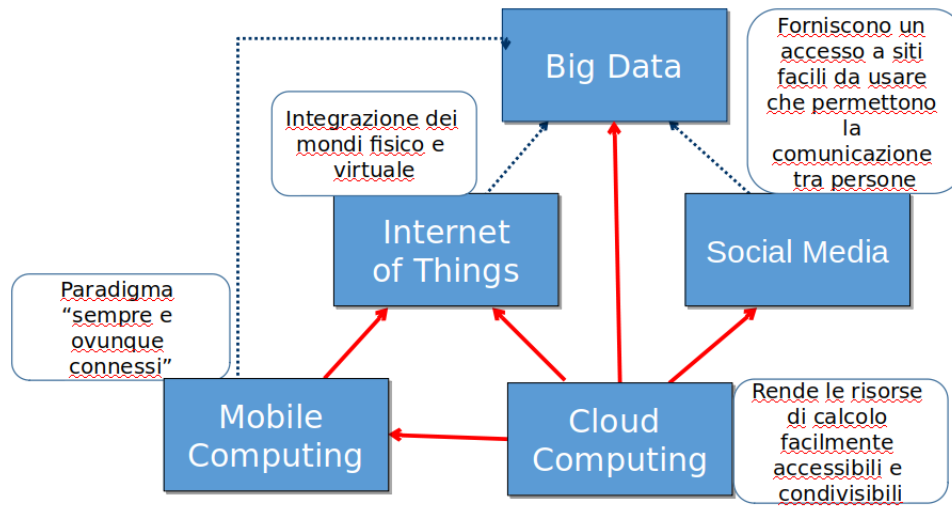 Big Data
Forniscono un
accesso a siti
facili da usare
che permettono
la
comunicazione
tra persone
Integrazione dei
mondi fisico e
virtuale
Internet
of Things
Social Media
Paradigma
“sempre e
ovunque
connessi”
Mobile
Computing
Cloud
Computing
Rende le risorse
di calcolo
facilmente
accessibili e
condivisibili